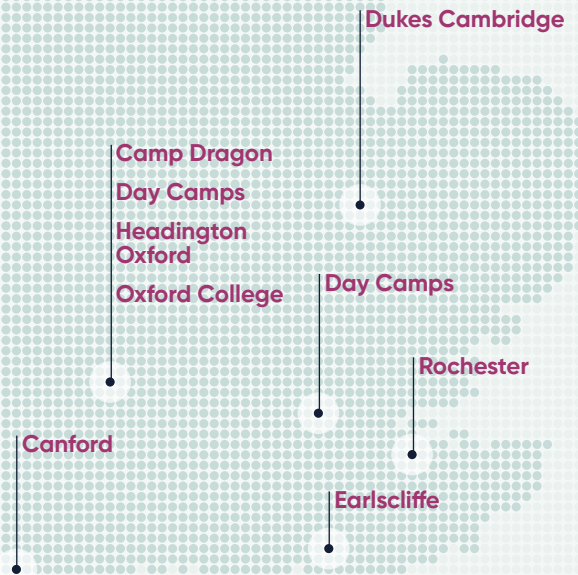 Dukes Cambridge
Camp Dragon
Day Camps
Headington
Oxford
Oxford College
Day Camps
Rochester
Canford
Earlscliffe